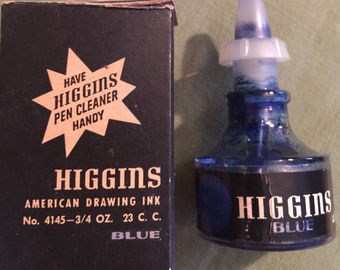 HAVE
HIGGINS
PEN CLEANER
HANDY
HIGGINS
AMERICAN DRAWING INK
No. 4145—3/4 OZ. 23 C. C.
BLUE
HIGGINS
BLUE